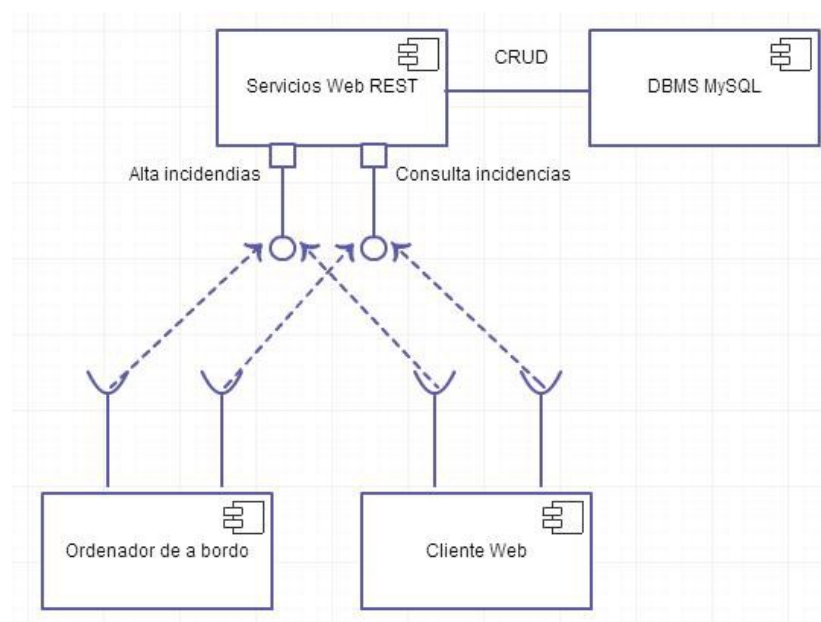 Servicios Web REST
CRUD
DBMS MySQL
Alta incidendias
Consulta incidencias
Ordenador de a bordo
Cliente Web